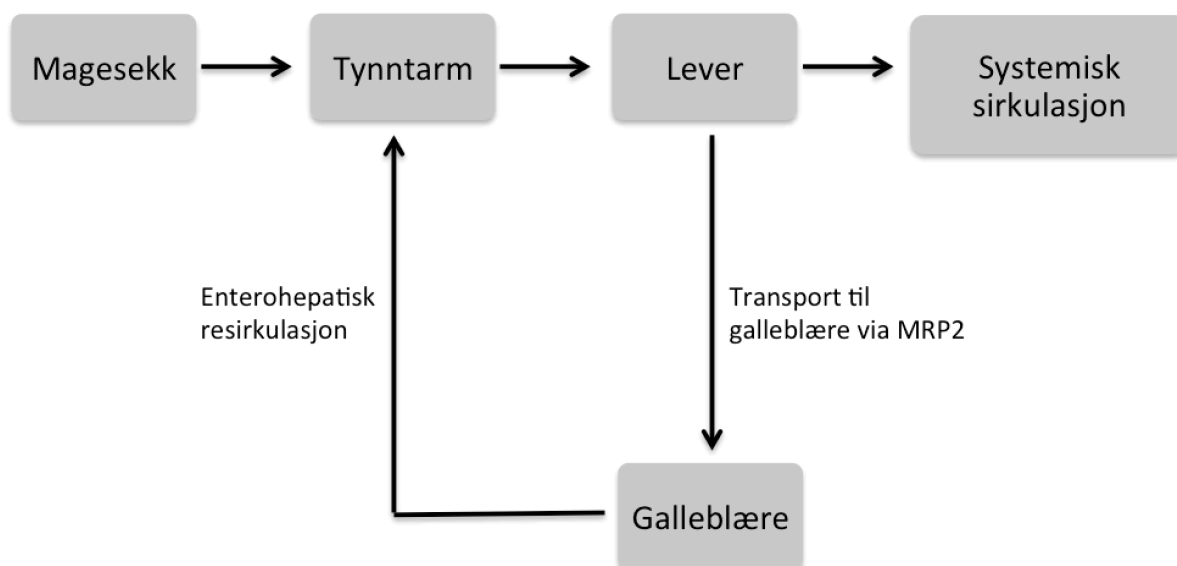 Magesekk
Tynntarm
Lever
Systemisk
sirkulasjon
Enterohepatisk
resirkulasjon
Transport til
galleblære via MRP2
Galleblære